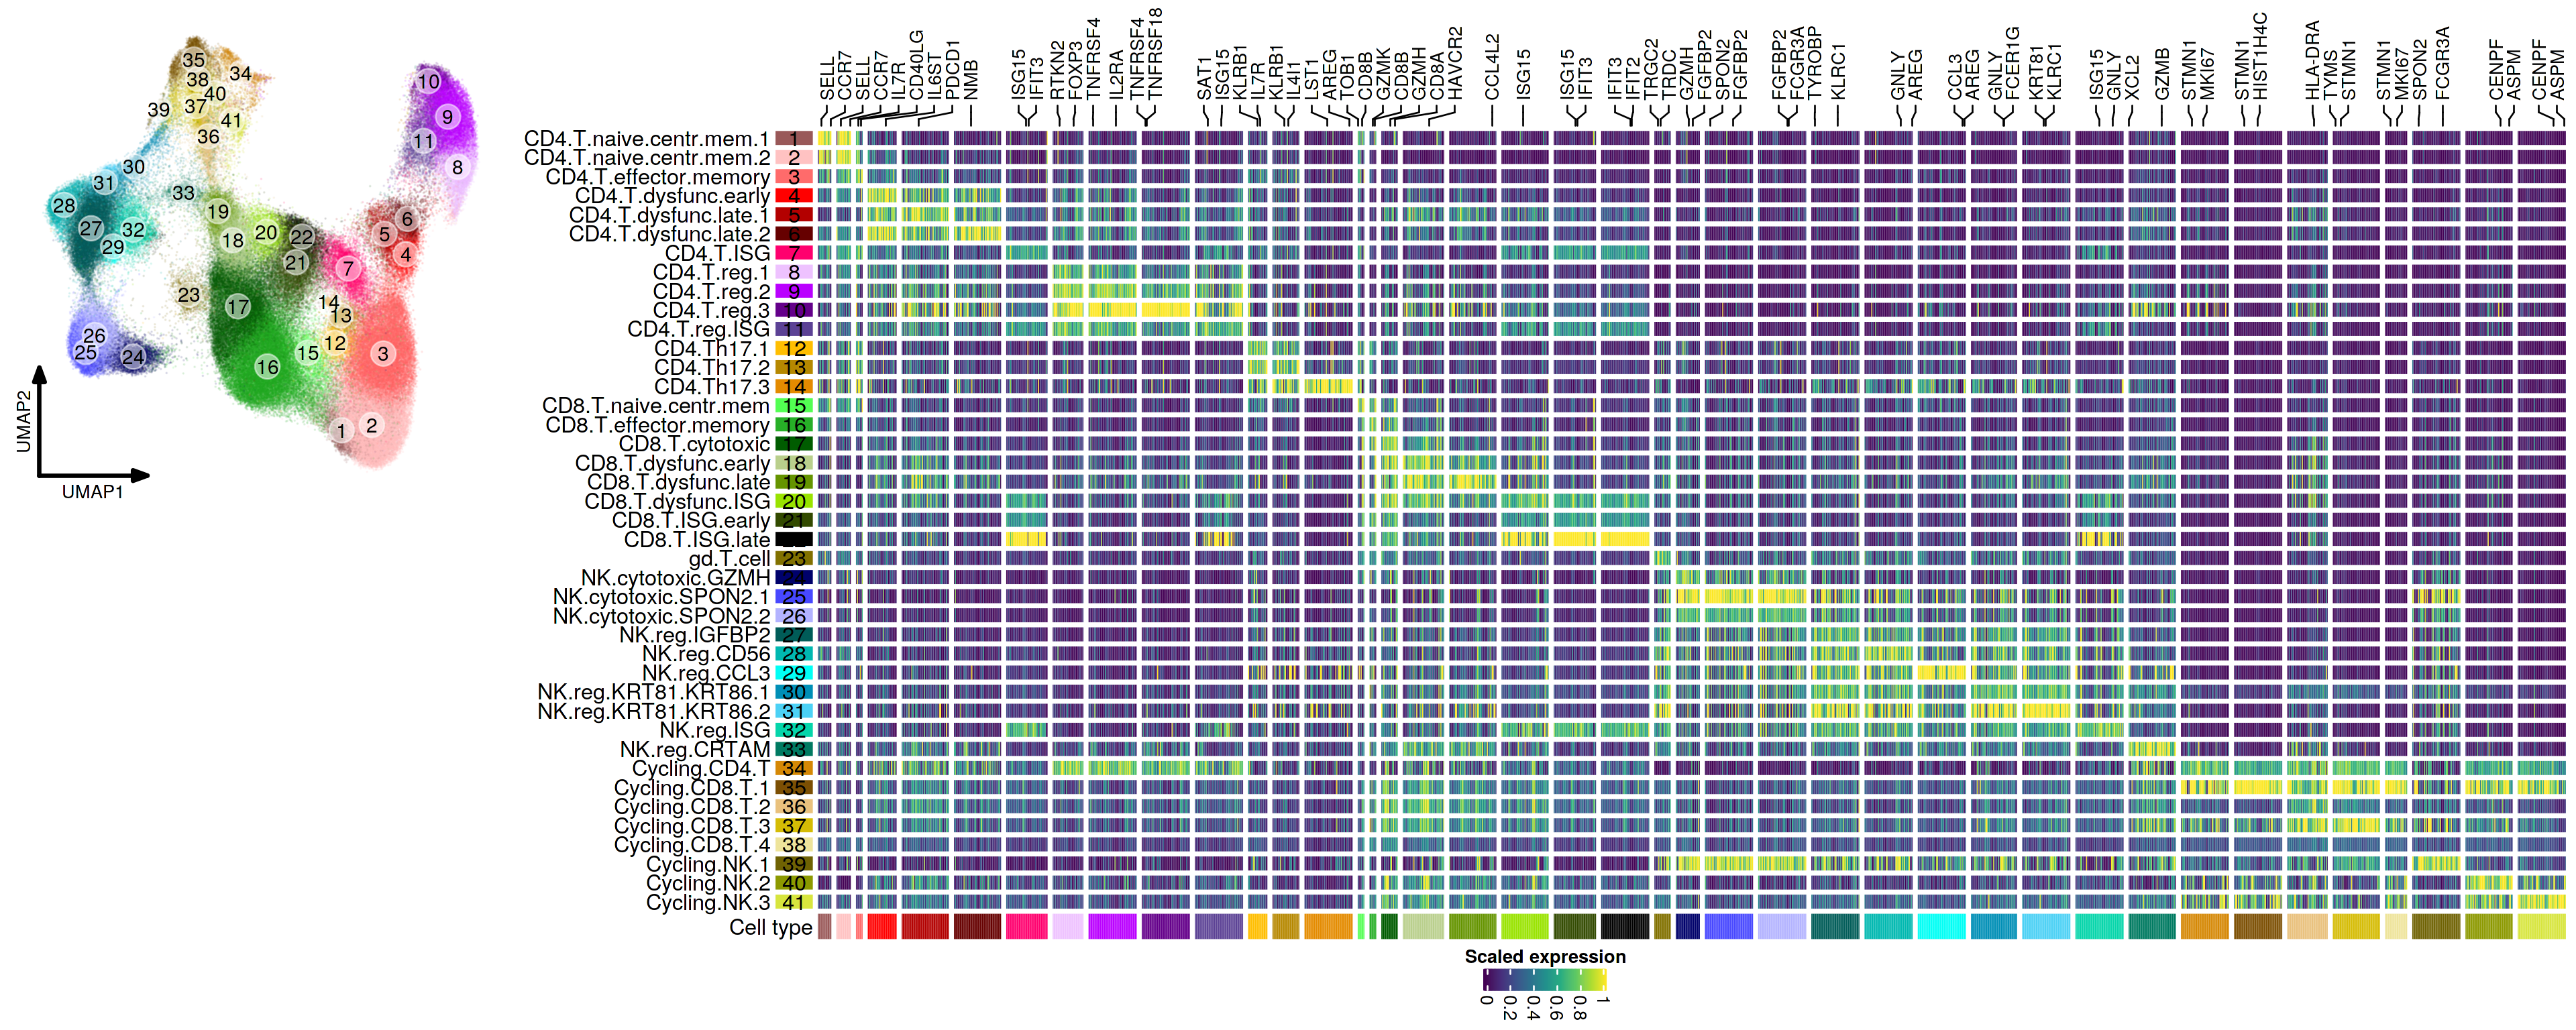 35
38
34
40
39
37
41
36
30
31
33
28
19
27
32
29
18
20
22
21
10
9
11
8
6
5
4
7
23
17
14
13
12
15
3
16
26
25
24
1
2
UMAP2
UMAP1
SELL
CCR7
SELL
CCR7
IL7R
CD40LG
IL6ST
PDCD1
NMB
ISG15
IFIT3
RTKN2
FOXP3
TNFRSF4
IL2RA
TNFRSF4
TNFRSF18
SAT1
ISG15
KLRB1
IL7R
KLRB1
IL4I1
LST1
AREG
TOB1
CD8B
GZMK
CD8B
GZMH
CD8A
HAVCR2
CCL4L2
ISG15
ISG15
IFIT3
IFIT3
IFIT2
TRGC2
TRDC
GZMH
FGFBP2
SPON2
FGFBP2
FGFBP2
FCGR3A
TYROBP
KLRC1
GNLY
AREG
CCL3
AREG
GNLY
FCER1G
KRT81
KLRC1
ISG15
GNLY
XCL2
GZMB
STMN1
MKI67
STMN1
HIST1H4C
HLA-DRA
TYMS
STMN1
STMN1
MKI67
SPON2
FCGR3A
CENPF
ASPM
CENPF
ASPM
CD4.T.naive.centr.mem.1 1
CD4.T.naive.centr.mem.2 2
CD4.T.effector.memory 3
CD4.T.dysfunc.early 4
CD4.T.dysfunc.late.1 5
CD4.T.dysfunc.late.2 6
CD4.T.ISG 7
CD4.T.reg.1 8
CD4.T.reg.2 9
CD4.T.reg.3 10
CD4.T.reg.ISG 11
CD4.Th17.1 12
CD4.Th17.2 13
CD4.Th17.3 14
CD8.T.naive.centr.mem 15
CD8.T.effector.memory 16
CD8.T.cytotoxic 17
CD8.T.dysfunc.early 18
CD8.T.dysfunc.late 19
CD8.T.dysfunc.ISG 20
CD8.T.ISG.early 21
CD8.T.ISG.late
gd.T.cell 23
NK.cytotoxic.GZMH 24
NK.cytotoxic.SPON2.1 25
NK.cytotoxic.SPON2.2 26
NK.reg.IGFBP2 27
NK.reg.CD56 28
NK.reg.CCL3 29
NK.reg.KRT81.KRT86.1 30
NK.reg.KRT81.KRT86.2 31
NK.reg.ISG 32
NK.reg.CRTAM 33
Cycling.CD4.T 34
Cycling.CD8.T.1 35
Cycling.CD8.T.2 36
Cycling.CD8.T.3 37
Cycling.CD8.T.4 38
Cycling.NK.1 39
Cycling.NK.2 40
Cycling.NK.3 41
Cell type
Scaled expression
0 0.2 0.4 0.6 0.8 1